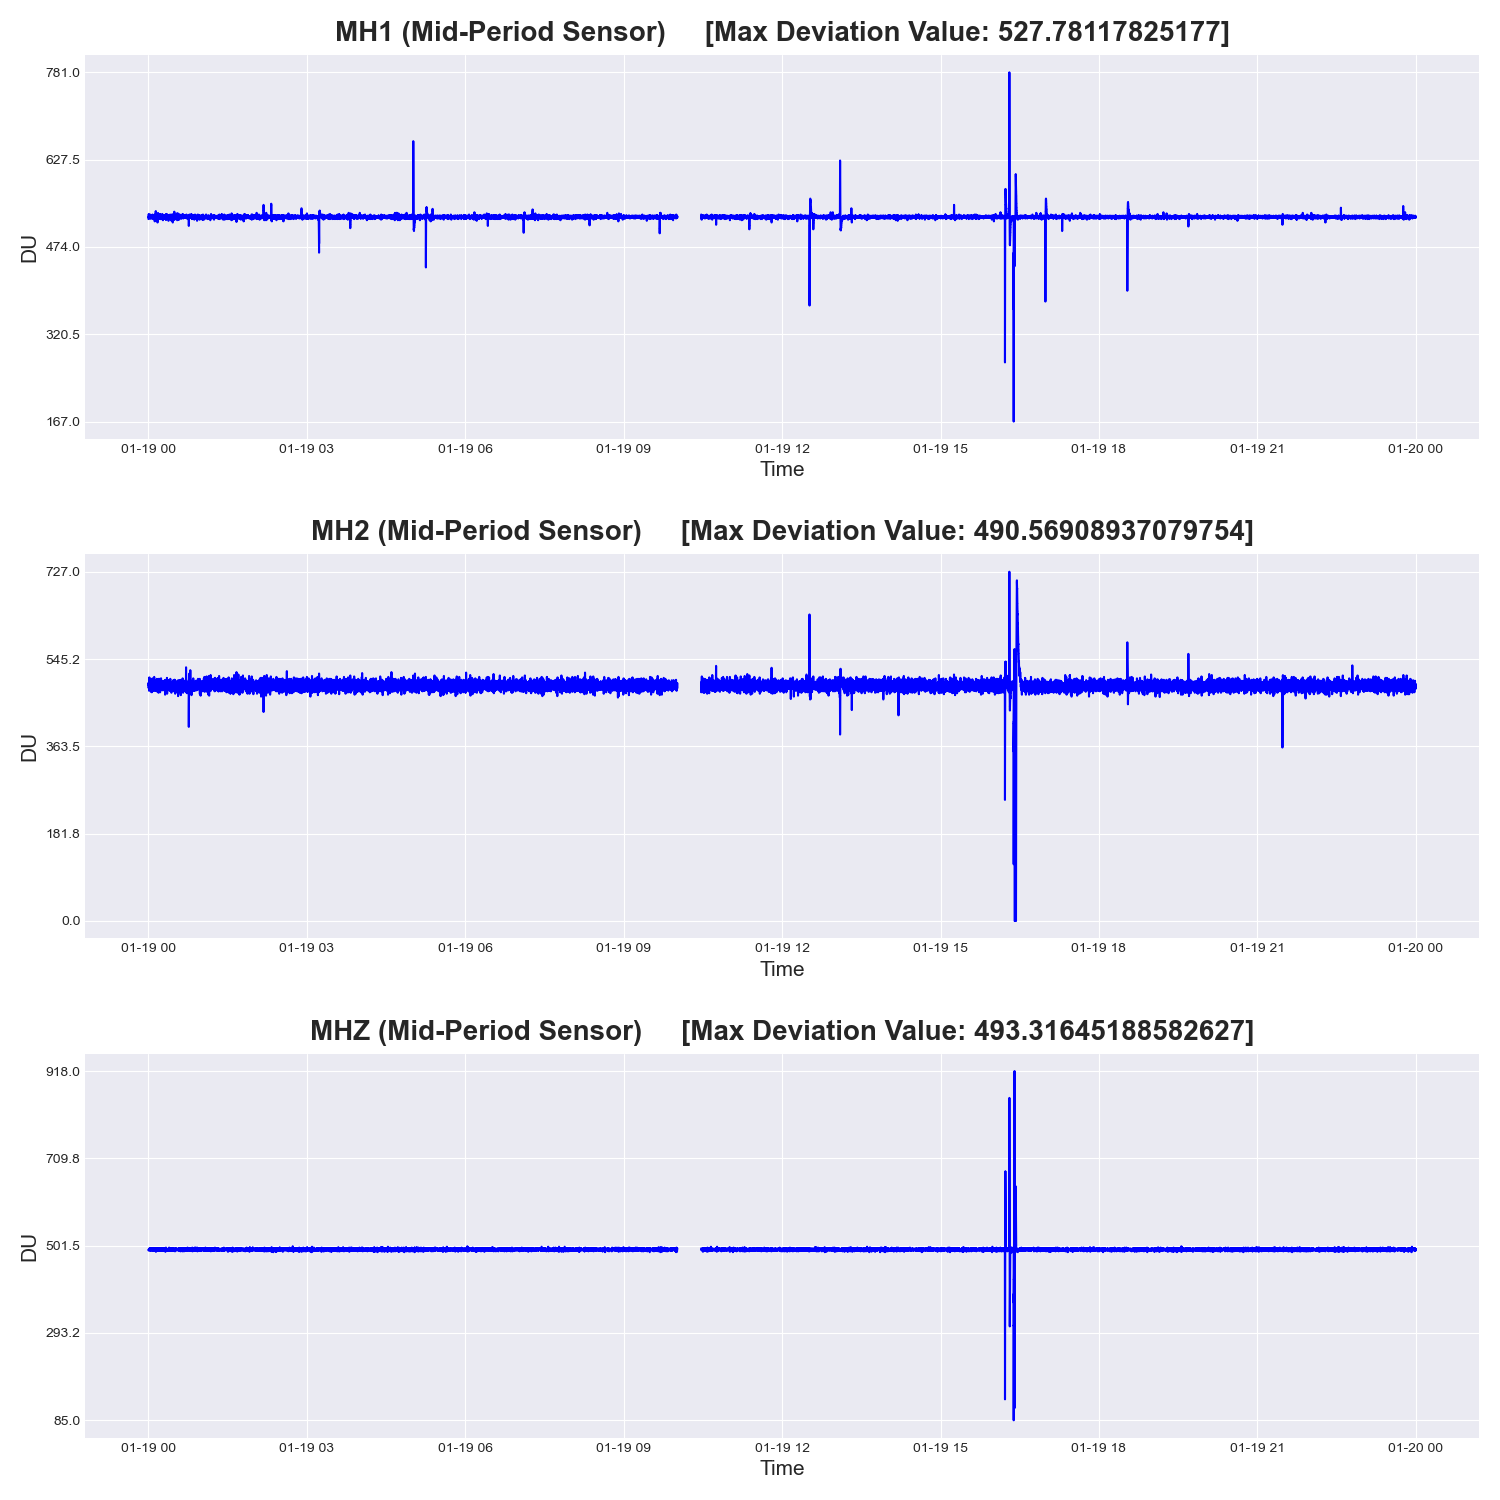 MH1 (Mid-Period Sensor) [Max Deviation Value: 527.78117825177]
781.0
627.5
474.0
320.5
167.0
DU
01-19 00 01-19 03 01-19 06 01-19 09 01-19 12 01-19 15 01-19 18 01-19 21 01-20 00
Time
MH2 (Mid-Period Sensor) [Max Deviation Value: 490.56908937079754]
727.0
545.2
363.5
181.8
0.0
DU
01-19 00 01-19 03 01-19 06 01-19 09 01-19 12 01-19 15 01-19 18 01-19 21 01-20 00
Time
MHZ (Mid-Period Sensor) [Max Deviation Value: 493.31645188582627]
918.0
709.8
501.5
293.2
85.0
DU
01-19 00 01-19 03 01-19 06 01-19 09 01-19 12 01-19 15 01-19 18 01-19 21 01-20 00
Time